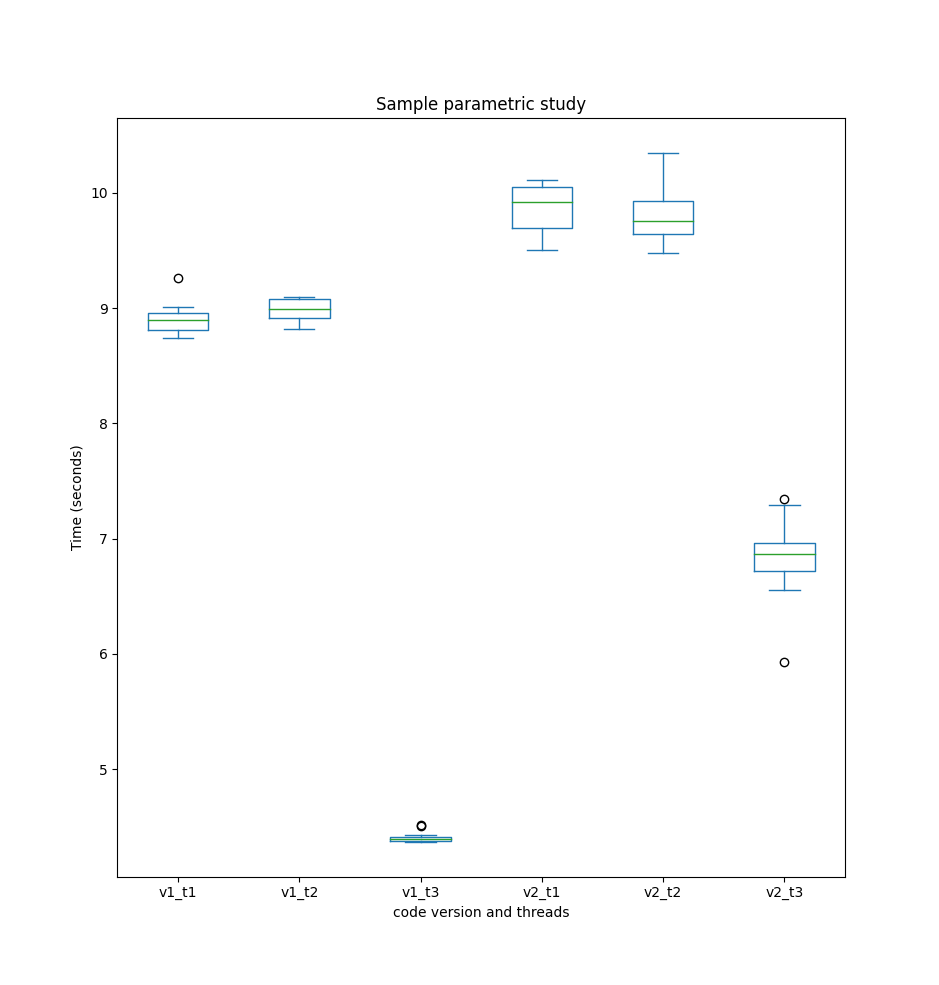 Sample parametric study
10
9
8
7
6
5
Time (seconds)
v1_t1 v1_t2 v1_t3 v2_t1 v2_t2 v2_t3
code version and threads